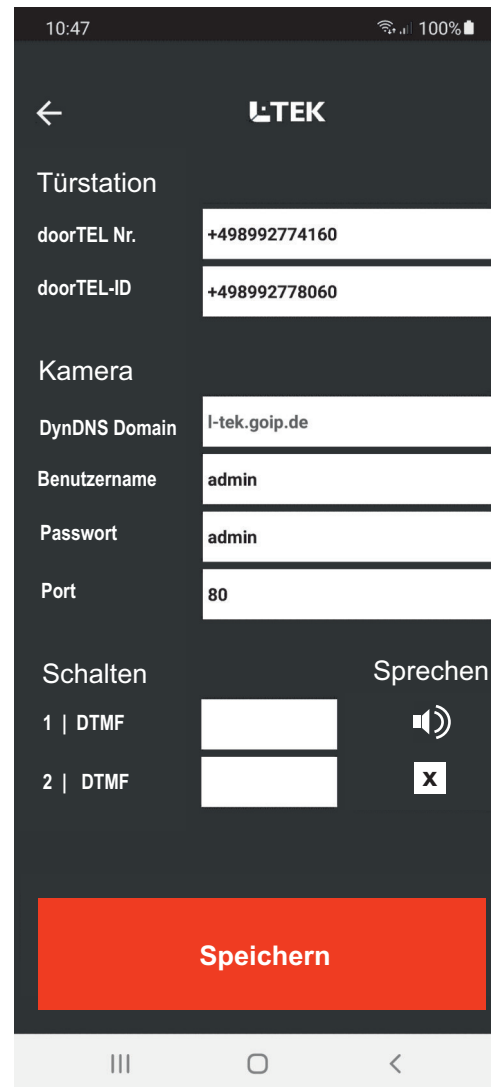 10:47 100%
L-TEK
Türstation
doorTEL Nr. +498992774160
doorTEL-ID +498992778060
Kamera
DynDNS Domain l-tek.goip.de
Benutzername admin
Passwort admin
Port 80
Schalten Sprechen
1 | DTMF
2 | DTMF X
Speichern